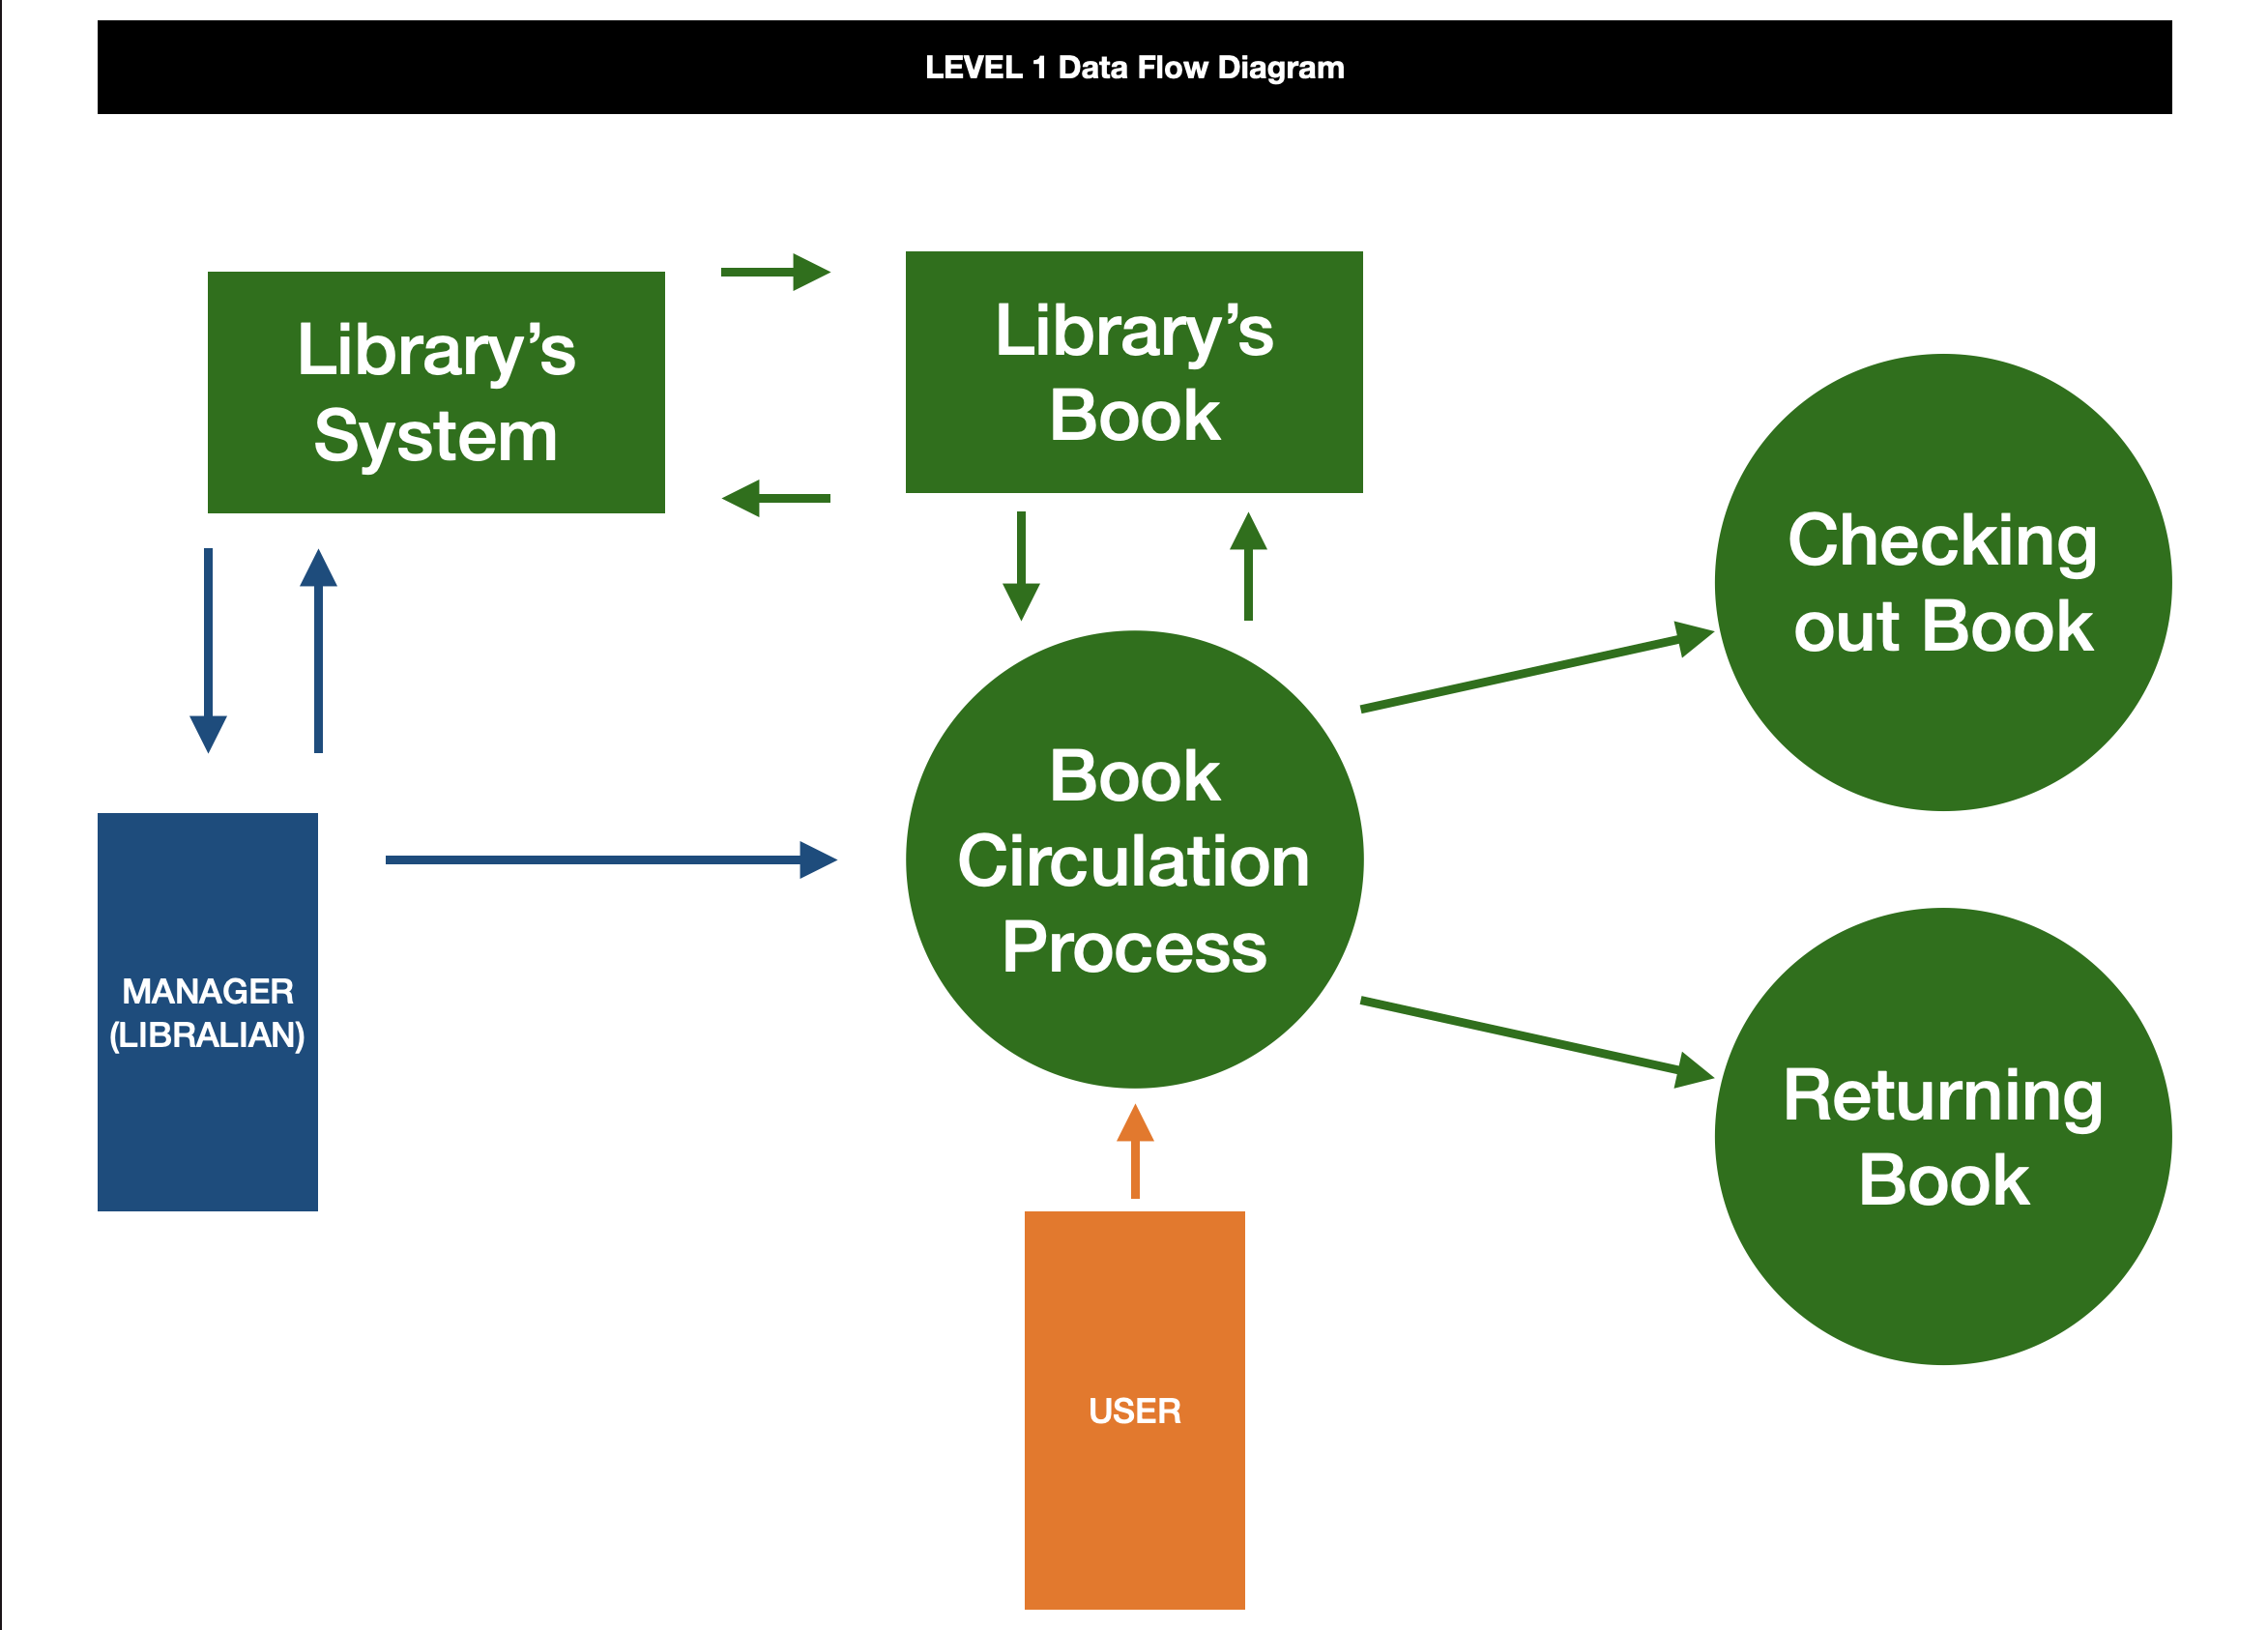 LEVEL 1 Data Flow Diagram
Library’s
System
Library’s
Book
Checking
out Book
Book
Circulation
Process
MANAGER
(LIBRALIAN)
Returning
Book
USER